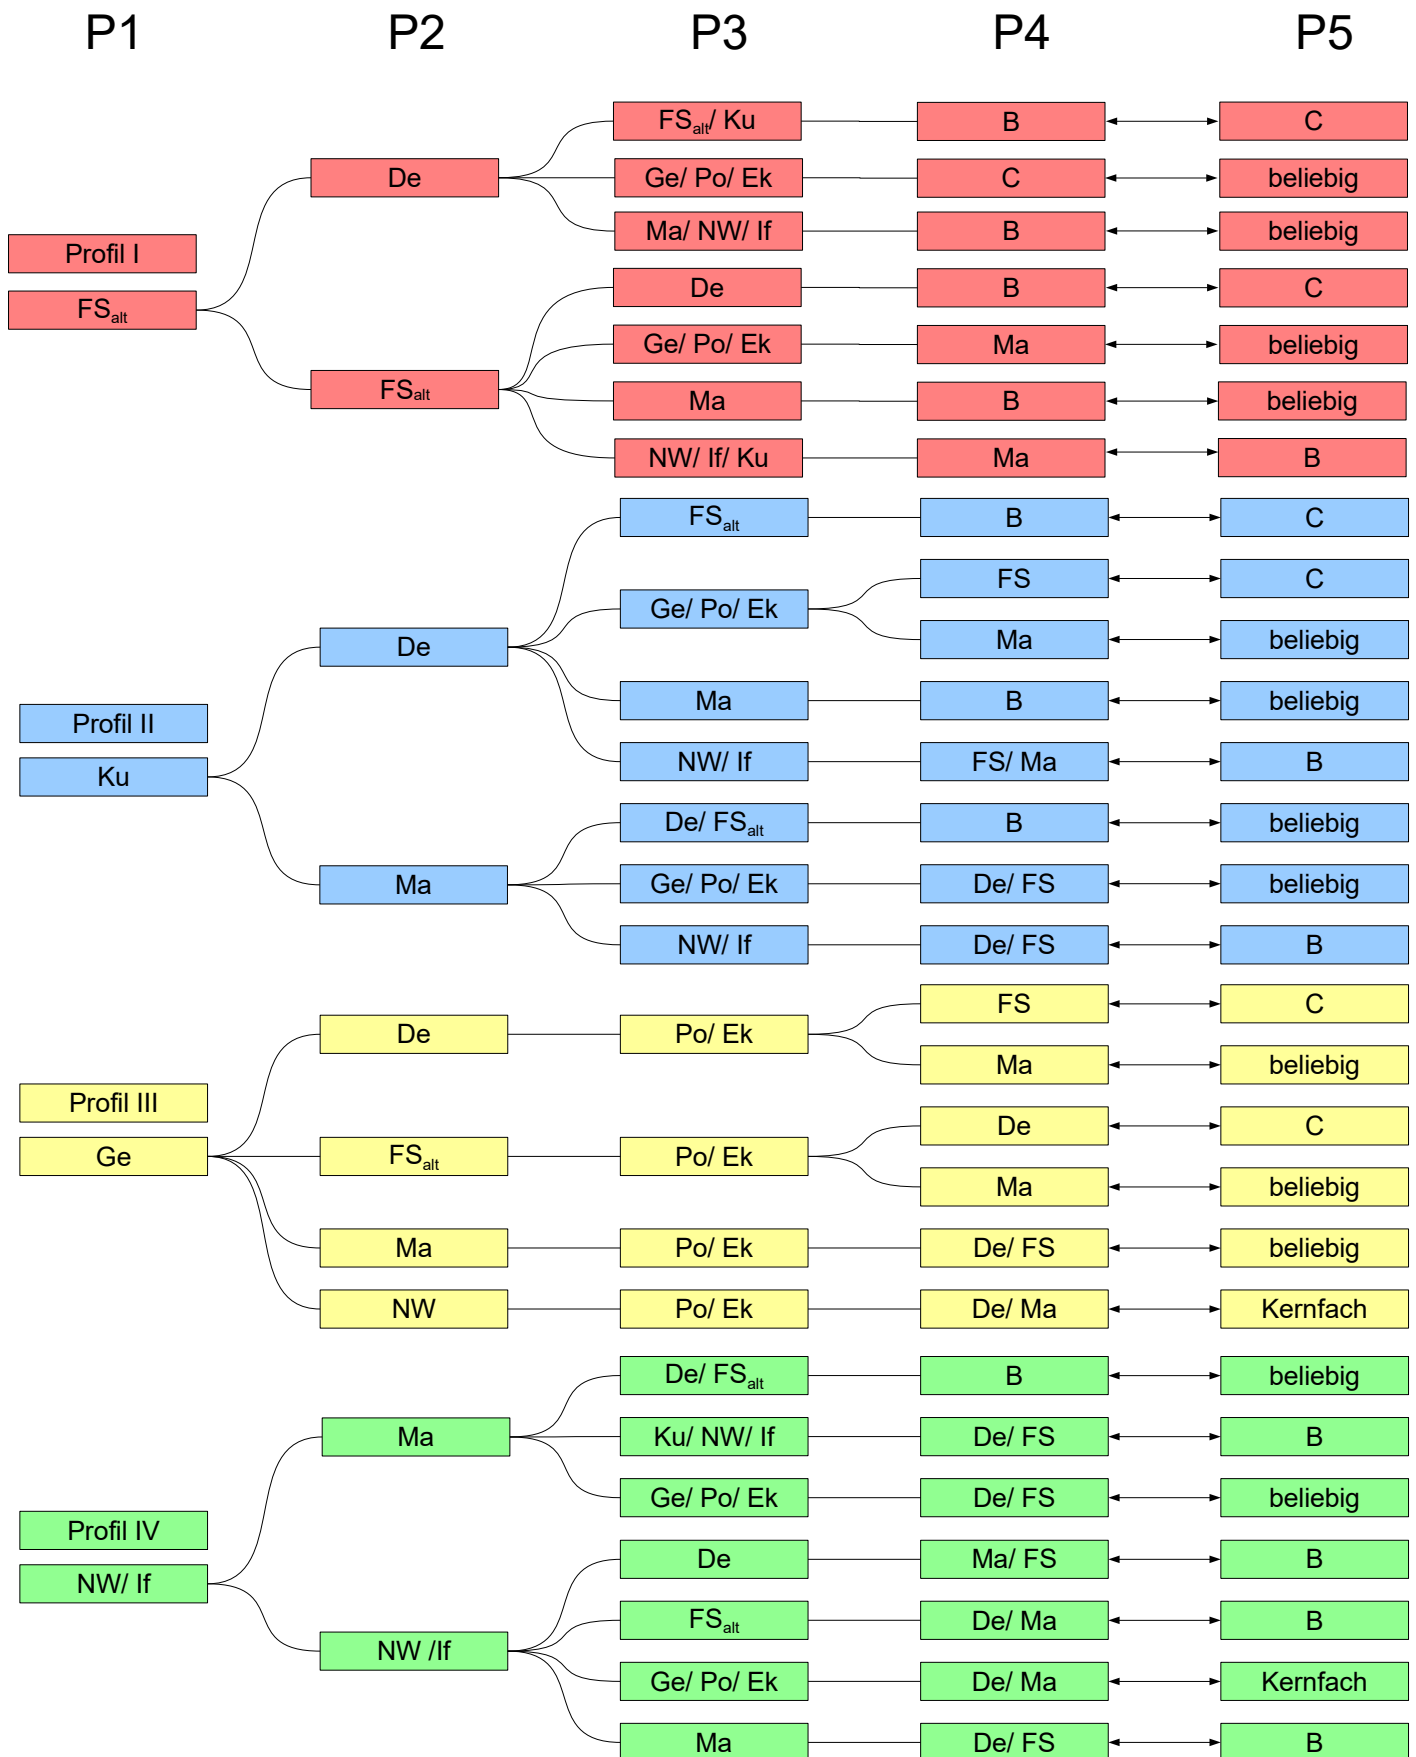 P1 P2 P3 P4 P5
FSalt/ Ku B C
De Ge/ Po/ Ek C beliebig
Ma/ NW/ If B beliebig
Profil I
De B C
FSalt
Ge/ Po/ Ek Ma beliebig
FSalt Ma B beliebig
NW/ If/ Ku Ma B
FSalt B C
FS C
Ge/ Po/ Ek
De Ma beliebig
Ma B beliebig
Profil II
NW/ If FS/ Ma B
Ku
De/ FSalt B beliebig
Ma Ge/ Po/ Ek De/ FS beliebig
NW/ If De/ FS B
FS C
De Po/ Ek
Ma beliebig
Profil III
De C
Ge FSalt Po/ Ek
Ma beliebig
Ma Po/ Ek De/ FS beliebig
NW Po/ Ek De/ Ma Kernfach
De/ FSalt B beliebig
Ma Ku/ NW/ If De/ FS B
Ge/ Po/ Ek De/ FS beliebig
Profil IV
De Ma/ FS B
NW/ If
FSalt De/ Ma B
NW /If
Ge/ Po/ Ek De/ Ma Kernfach
Ma De/ FS B